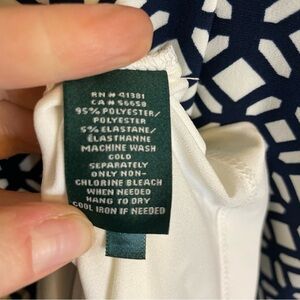 RN# 41381
CA# 56658
95% POLYESTER/
POLYESTER
5% ELASTANE/
ÉLASTHANNE
MACHINE WASH
COLD
SEPARATELY
ONLY NON-
CHLORINE BLEACH
WHEN NEEDED
HANG TO DRY
COOL IRON IF NEEDED